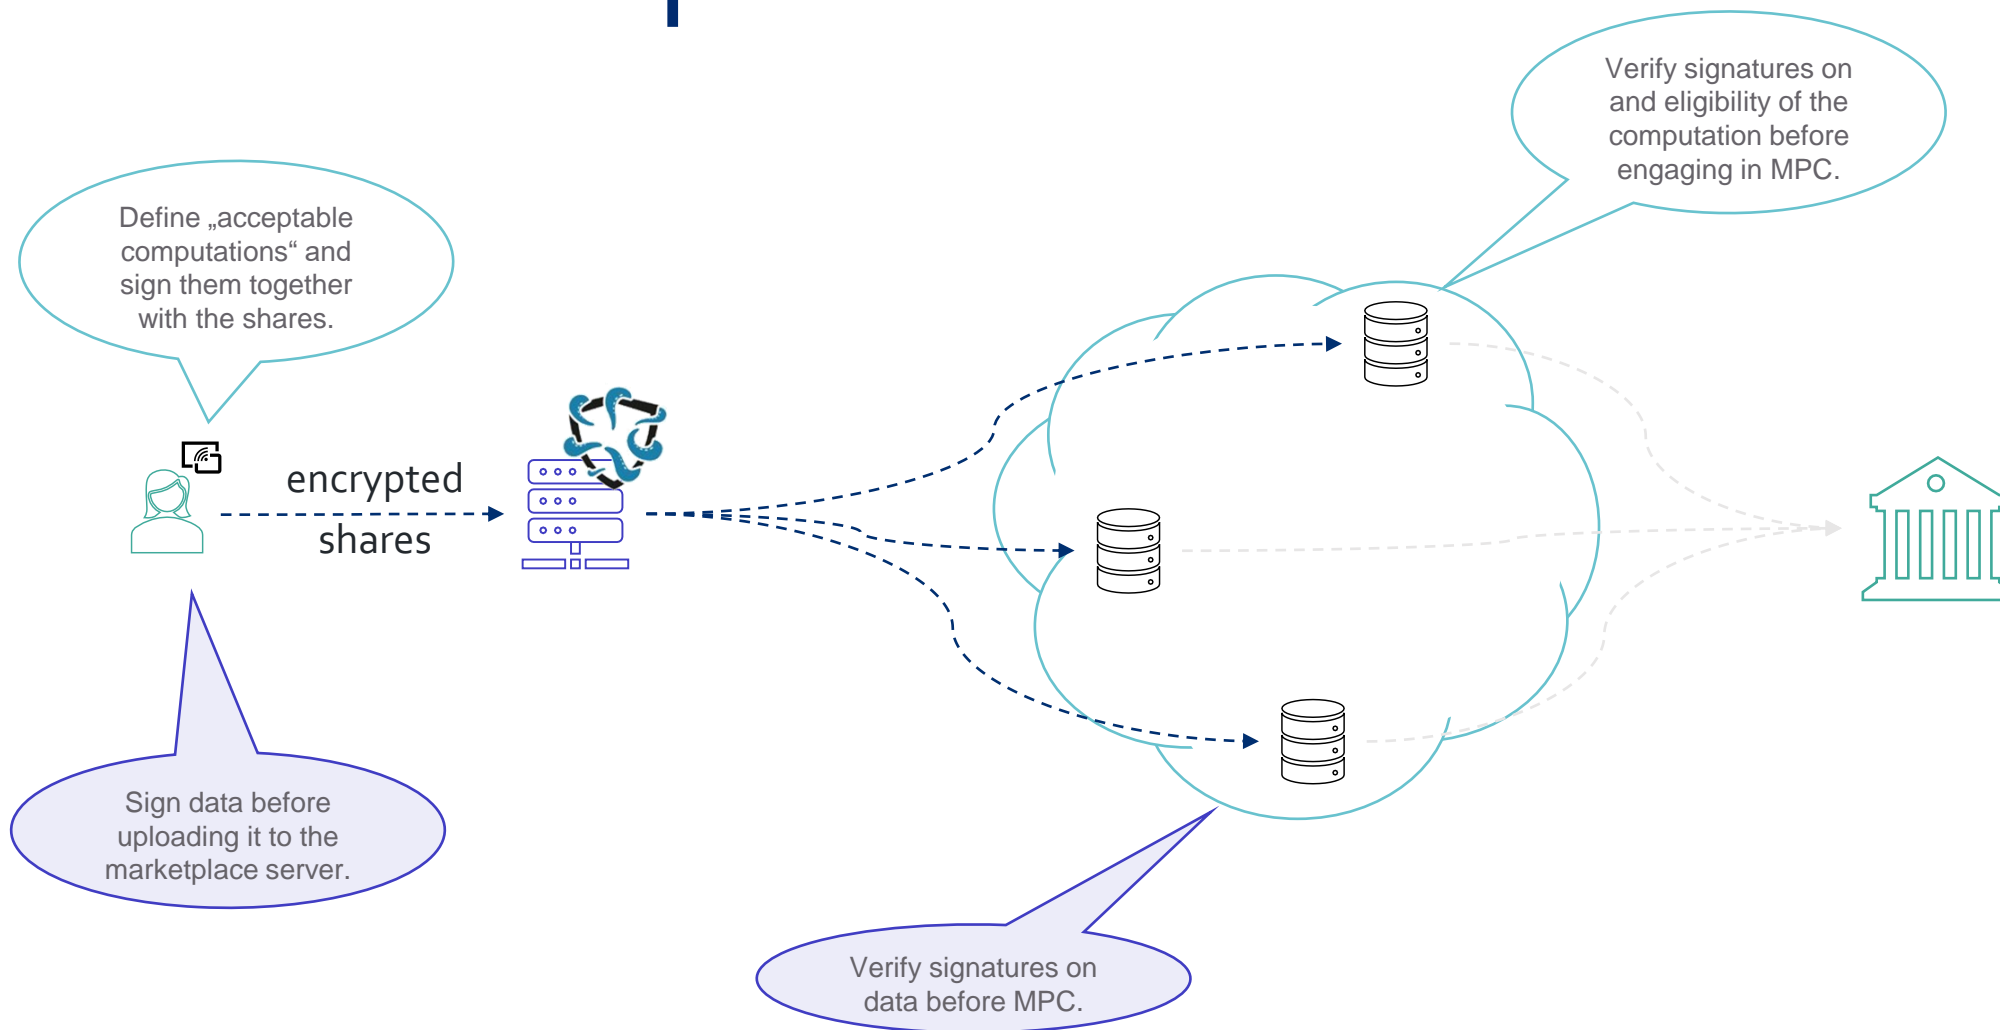 Verify signatures on
and eligibility of the
computation before
engaging in MPC.
Define „acceptable
computations“ and
sign them together
with the shares.
encrypted
shares
Sign data before
uploading it to the
marketplace server.
Verify signatures on
data before MPC.